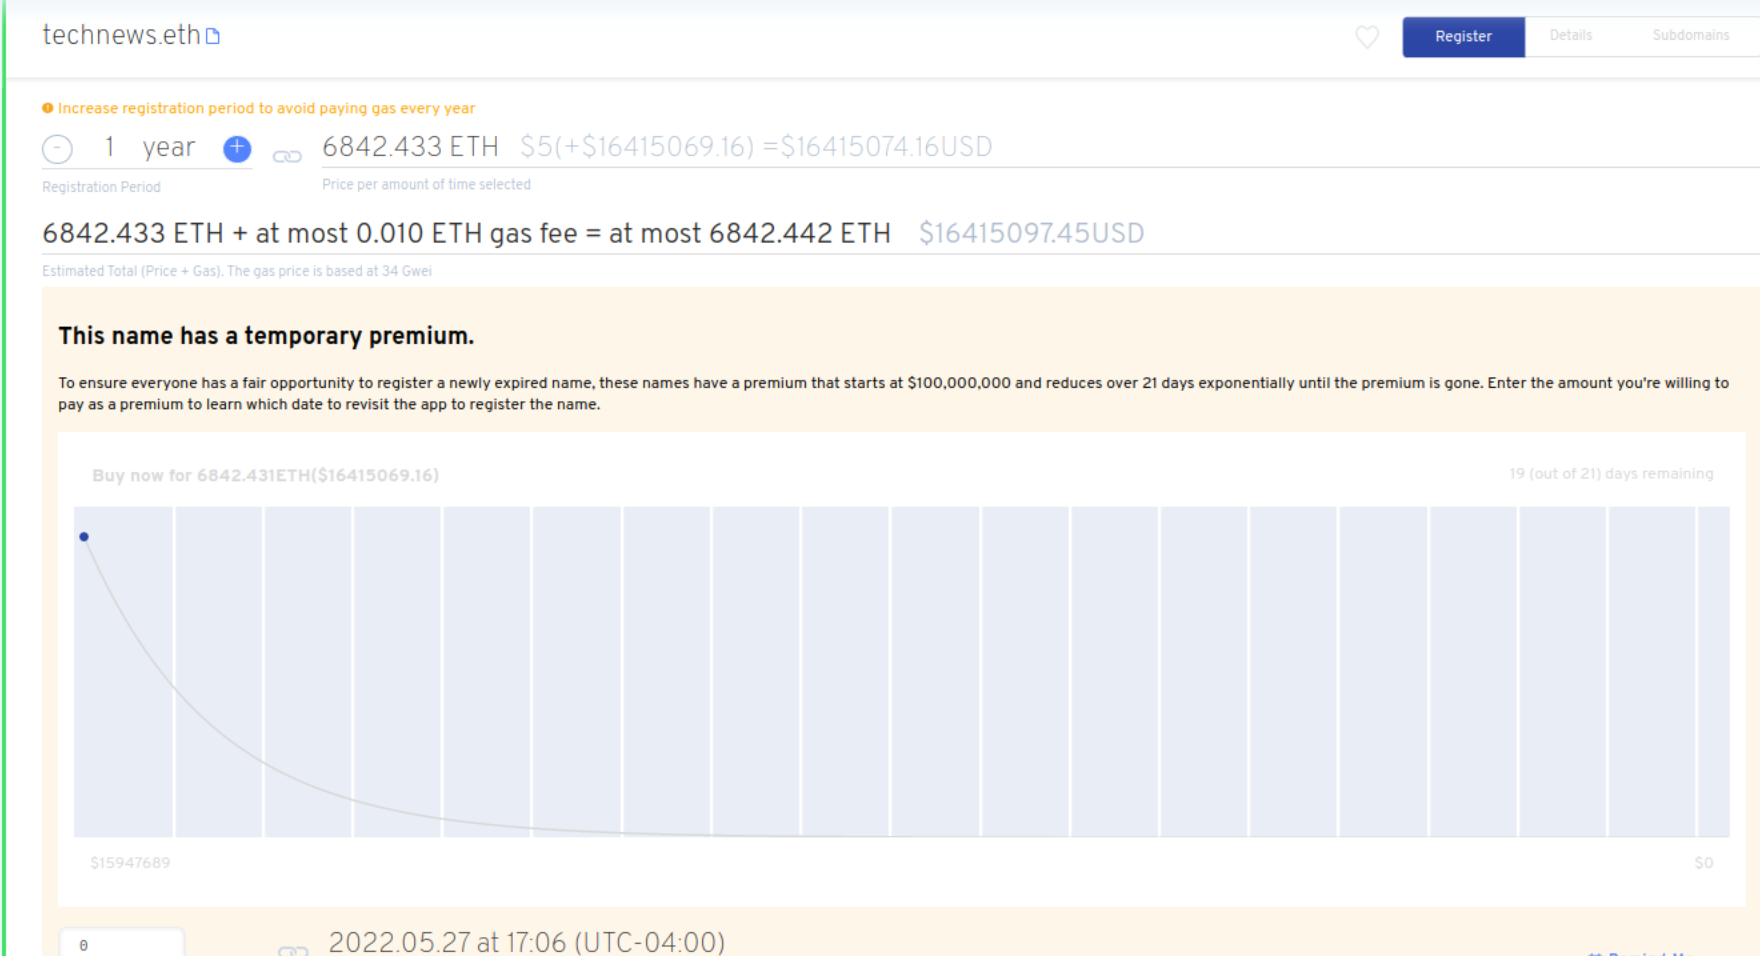 technews.eth
Register
Details
Subdomains
Increase registration period to avoid paying gas every year
- 1 year +
6842.433 ETH $5(+$16415069.16) =$16415074.16USD
Registration Period
Price per amount of time selected
6842.433 ETH + at most 0.010 ETH gas fee = at most 6842.442 ETH $16415097.45USD
Estimated Total (Price + Gas). The gas price is based at 34 Gwei
This name has a temporary premium.
To ensure everyone has a fair opportunity to register a newly expired name, these names have a premium that starts at $100,000,000 and reduces over 21 days exponentially until the premium is gone. Enter the amount you're willing to
pay as a premium to learn which date to revisit the app to register the name.
Buy now for 6842.431ETH($16415069.16)
19 (out of 21) days remaining
$15947689
$0
0
2022.05.27 at 17:06 (UTC-04:00)